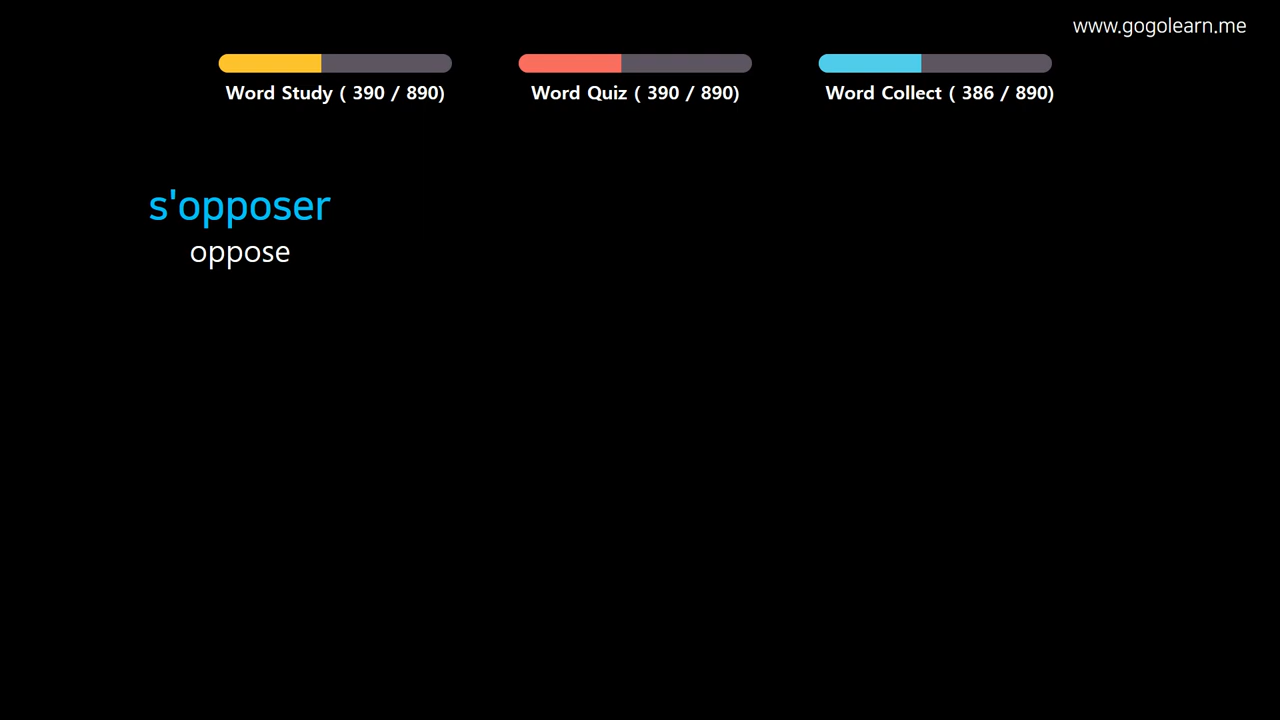 www.gogolearn.me
Word Study ( 390 / 890)
Word Quiz ( 390 / 890)
Word Collect ( 386 / 890)
s'opposer
oppose